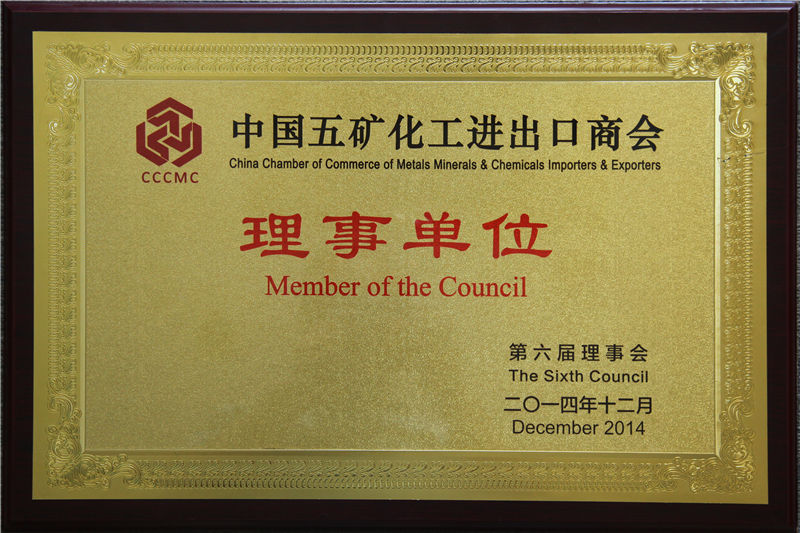 中国五矿化工进出口商会
China Chamber of Commerce of Metals Minerals & Chemicals Importers & Exporters
CCCMC
理事单位
Member of the Council
第六届理事会
The Sixth Council
二〇一四年十二月
December 2014